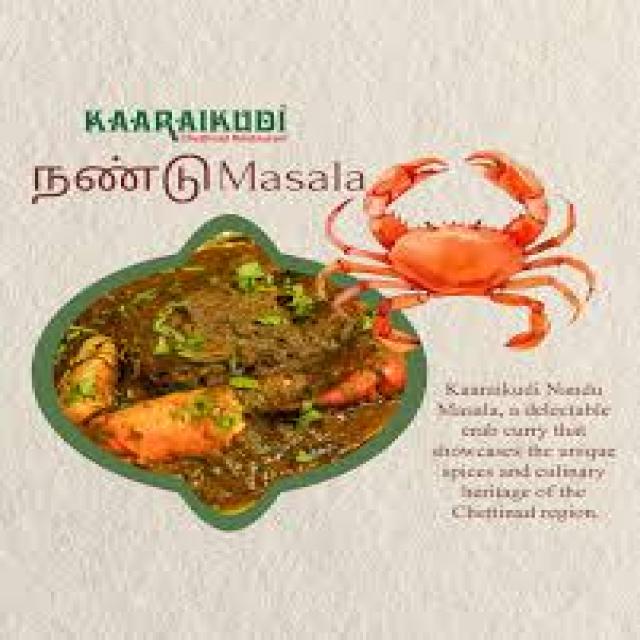 KAARAIKUDI
Chettinad Restaurant
நண்டு Masala
Kaaraikudi Nandu
Masala, a delectable
crab curry that
showcases the unique
spices and culinary
heritage of the
Chettinad region.